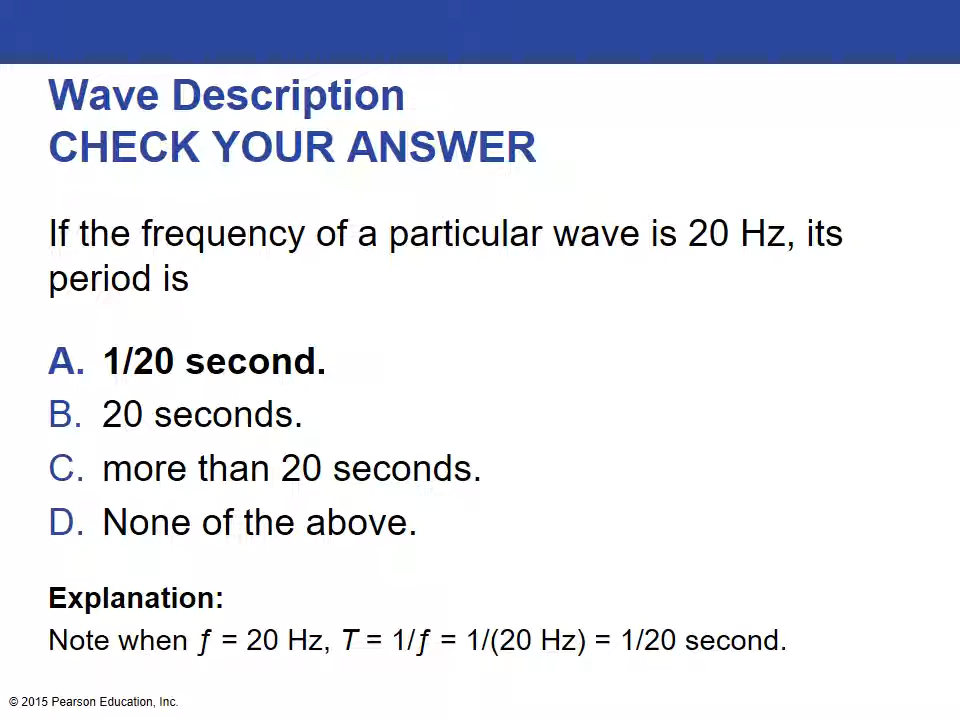 Wave Description
CHECK YOUR ANSWER
If the frequency of a particular wave is 20 Hz, its
period is
A. 1/20 second.
B. 20 seconds.
C. more than 20 seconds.
D. None of the above.
Explanation:
Note when ƒ = 20 Hz, T = 1/ƒ = 1/(20 Hz) = 1/20 second.
© 2015 Pearson Education, Inc.